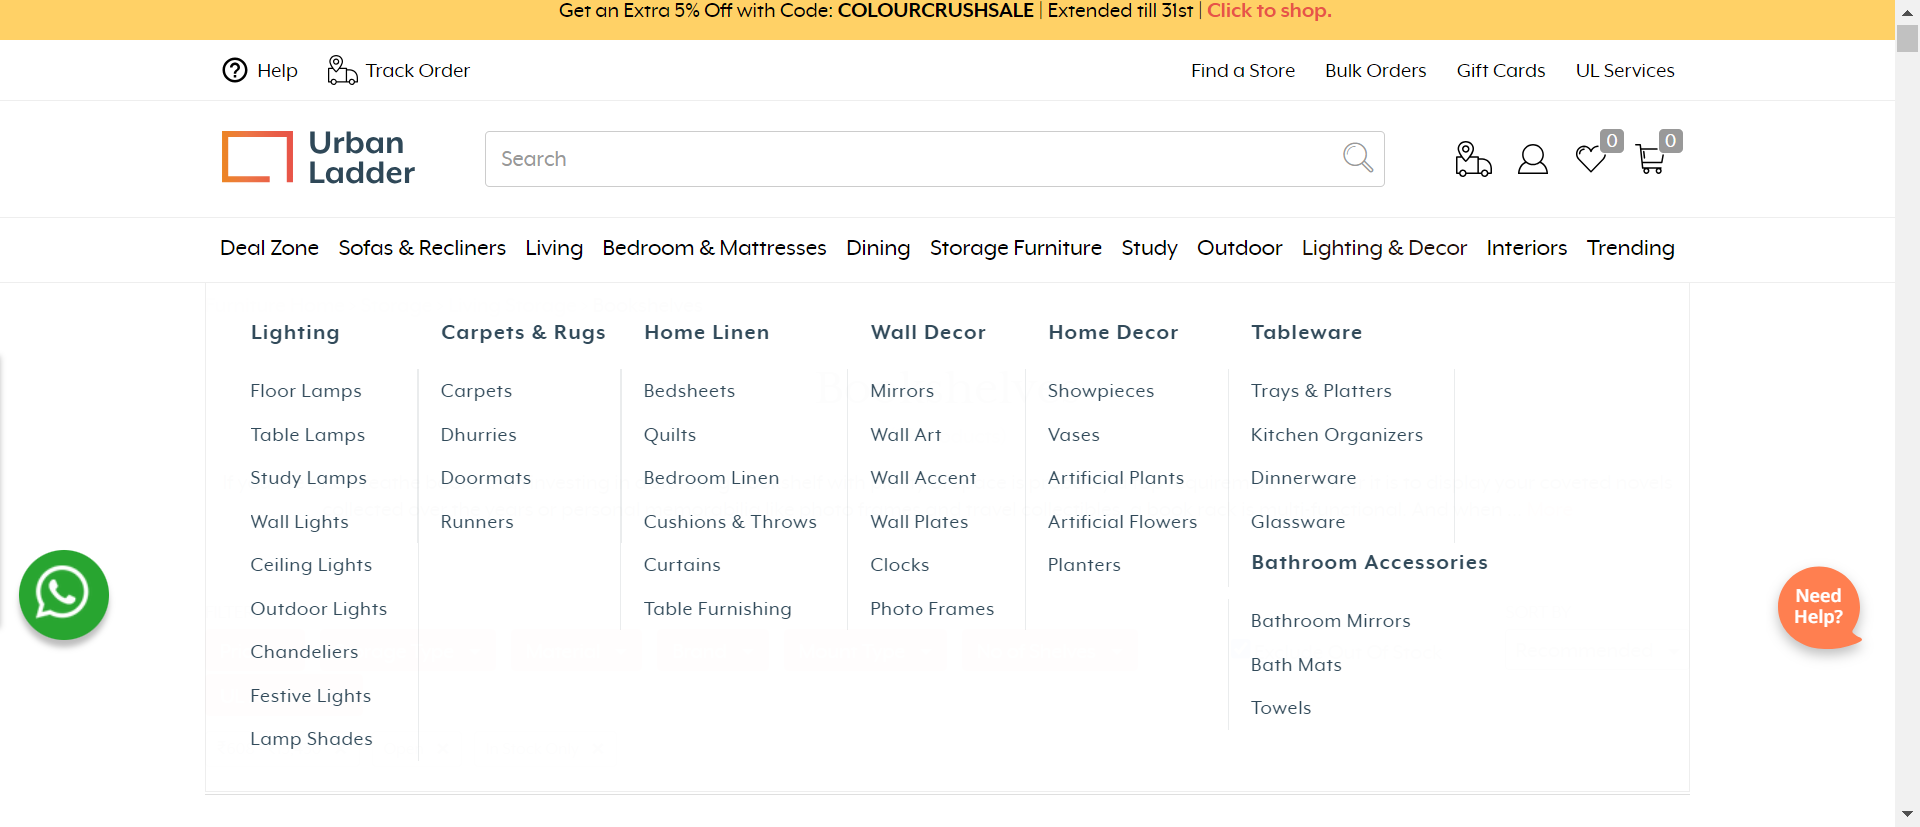 Get an Extra 5% Off with Code: COLOURCRUSHSALE | Extended till 31st | Click to shop.
Help
Track Order
Find a Store
Bulk Orders
Gift Cards
UL Services
Urban
Ladder
Search
0
0
Deal Zone
Sofas & Recliners
Living
Bedroom & Mattresses
Dining
Storage Furniture
Study
Outdoor
Lighting & Decor
Interiors
Trending
Lighting
Floor Lamps
Table Lamps
Study Lamps
Wall Lights
Ceiling Lights
Outdoor Lights
Chandeliers
Festive Lights
Lamp Shades
Carpets & Rugs
Carpets
Dhurries
Doormats
Runners
Home Linen
Bedsheets
Quilts
Bedroom Linen
Cushions & Throws
Curtains
Table Furnishing
Wall Decor
Mirrors
Wall Art
Wall Accent
Wall Plates
Clocks
Photo Frames
Home Decor
Showpieces
Vases
Artificial Plants
Artificial Flowers
Planters
Tableware
Trays & Platters
Kitchen Organizers
Dinnerware
Glassware
Bathroom Accessories
Bathroom Mirrors
Bath Mats
Towels
Need
Help?